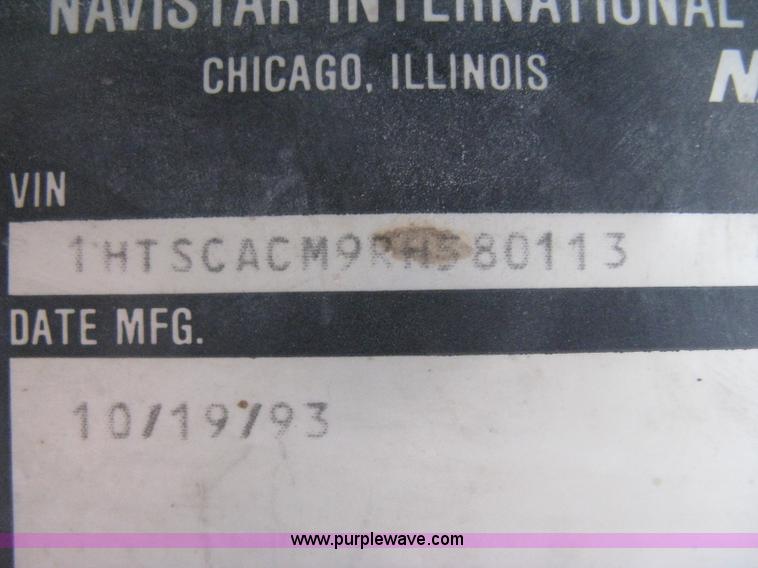 NAVISTAR INTERNATIONAL
CHICAGO, ILLINOIS
VIN
1HTSCACM9RH580113
DATE MFG.
10/19/93
www.purplewave.com